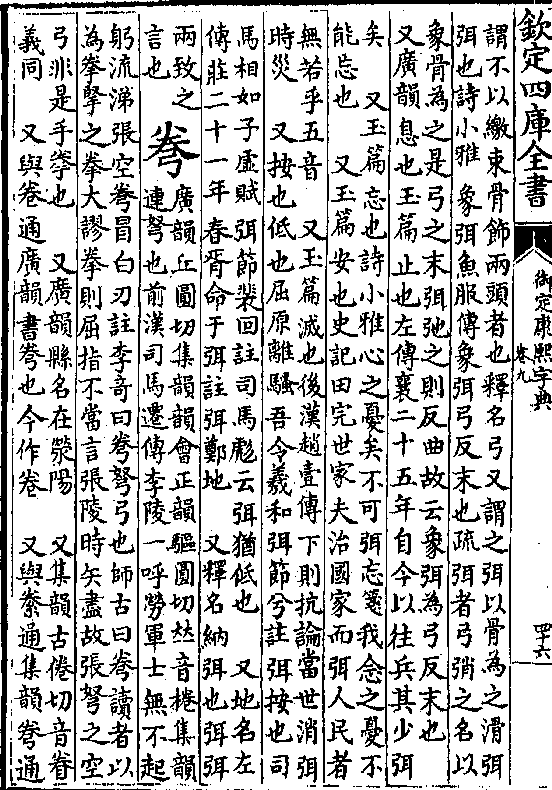 欽定四庫全書
御定康熙字典
卷九
四十六
謂不以繳束骨飾兩頭者也釋名弓又謂之弭以骨為之滑弭
弭也詩小雅 象弭魚服傳象弭弓反末也疏弭者弓弰之名以
象骨為之是弓之末弭弛之則反曲故云象弭為弓反末也
又廣韻息也玉篇止也左傳襄二十五年自今以往兵其少弭
矣 又玉篇忘也詩小雅心之憂矣不可弭忘箋我念之憂不
能忘也 又玉篇安也史記田完世家夫治國家而弭人民者
無若乎五音 又玉篇滅也後漢趙壹傳下則抗論當世消弭
時災 又按也低也屈原離騷吾令羲和弭節兮註弭按也司
馬相如子虛賦弭節裴回註司馬彪云弭猶低也 又地名左
傳莊二十一年春胥命于弭註弭鄭地 又釋名納弭也弭弭
兩致之
言也
弮
廣韻丘圓切集韻韻會正韻驅圓切𠀤音棬集韻
連弩也前漢司馬遷傳李陵一呼勞軍士無不起
躬流涕張空弮冒白刃註李奇曰弮弩弓也師古曰弮讀者以
為拳擊之拳大謬拳則屈指不當言張陵時矢盡故張弩之空
弓非是手拳也 又廣韻縣名在滎陽 又集韻古倦切音眷
義同 又與卷通廣韻書弮也今作卷 又與絭通集韻弮通